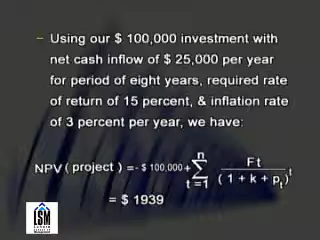 – Using our $ 100,000 investment with
net cash inflow of $ 25,000 per year
for period of eight years, required rate
of return of 15 percent, & inflation rate
of 3 percent per year, we have:
n
NPV ( project ) = - $ 100,000 + ∑ Ft
t = 1 ( 1 + k + pt)t
= $ 1939
LSM